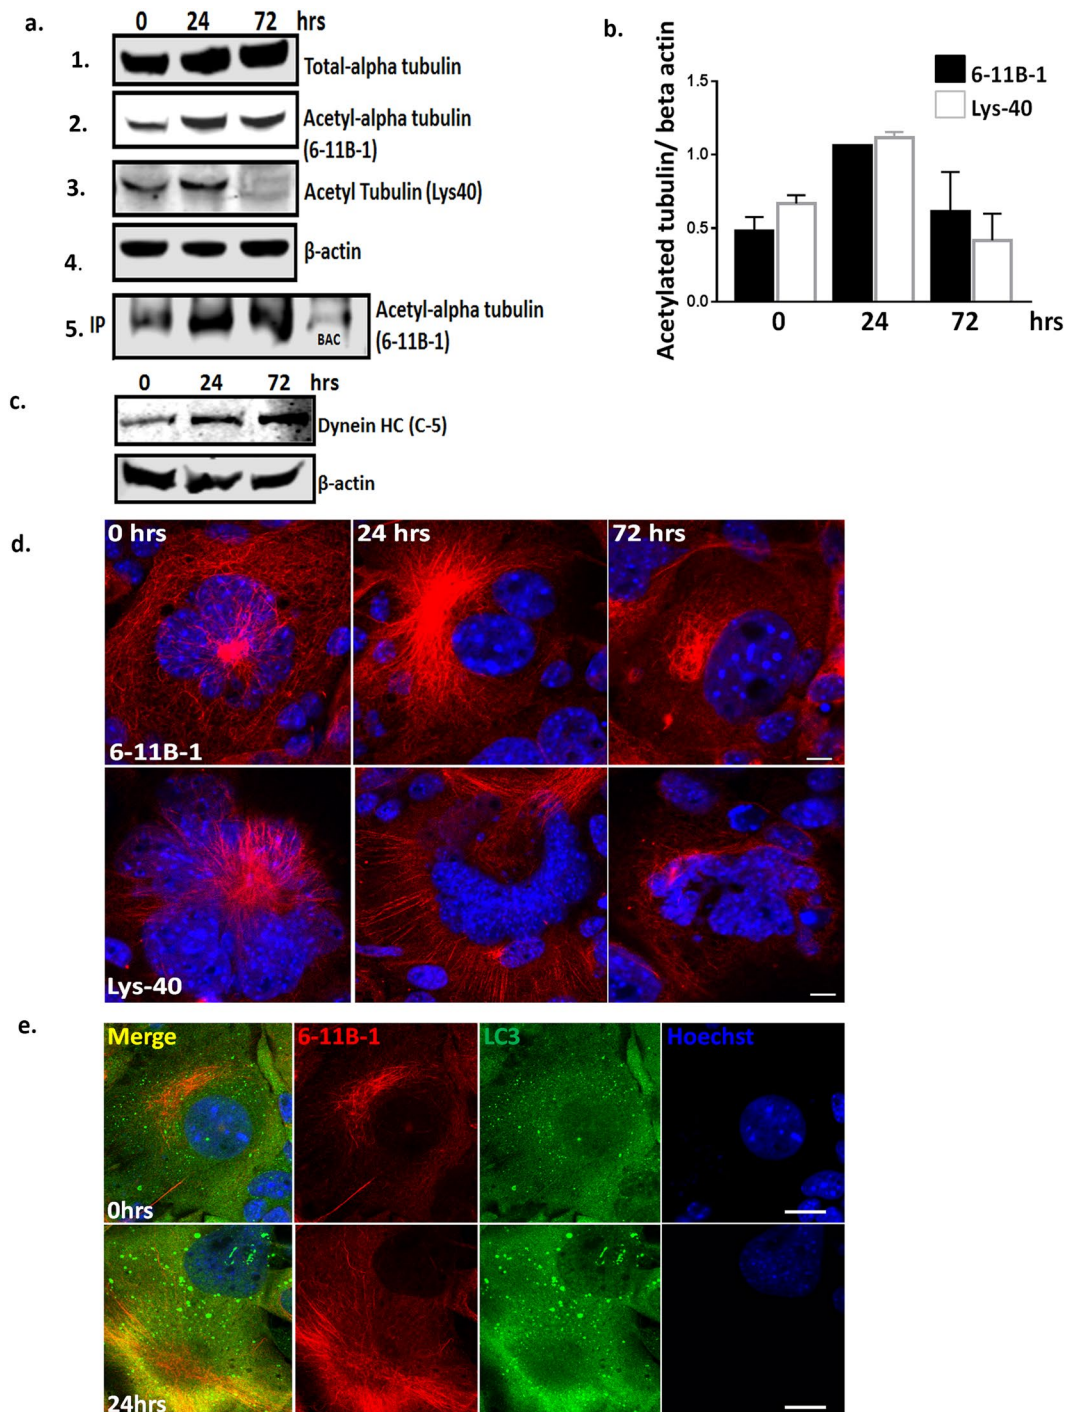 a.
0 24 72 hrs
1. Total-alpha tubulin
2. Acetyl-alpha tubulin
(6-11B-1)
3. Acetyl Tubulin (Lys40)
4. β-actin
5. IP BAC Acetyl-alpha tubulin
(6-11B-1)
b.
6-11B-1
Lys-40
Acetylated tubulin/ beta actin
1.5
1.0
0.5
0.0
0 24 72 hrs
c.
0 24 72 hrs
Dynein HC (C-5)
β-actin
d.
0 hrs 24 hrs 72 hrs
6-11B-1
Lys-40
e.
Merge 6-11B-1 LC3 Hoechst
0hrs
24hrs